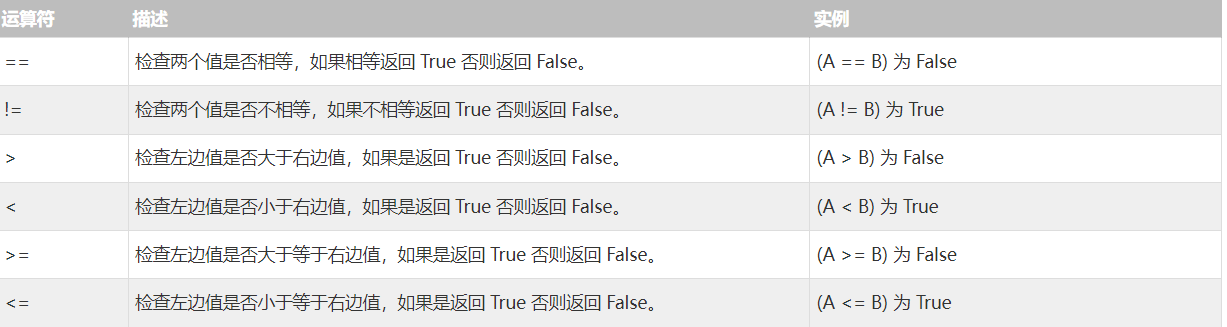 运算符 描述 实例
== 检查两个值是否相等，如果相等返回 True 否则返回 False。 (A == B) 为 False
!= 检查两个值是否不相等，如果不相等返回 True 否则返回 False。 (A != B) 为 True
> 检查左边值是否大于右边值，如果是返回 True 否则返回 False。 (A > B) 为 False
< 检查左边值是否小于右边值，如果是返回 True 否则返回 False。 (A < B) 为 True
>= 检查左边值是否大于等于右边值，如果是返回 True 否则返回 False。 (A >= B) 为 False
<= 检查左边值是否小于等于右边值，如果是返回 True 否则返回 False。 (A <= B) 为 True